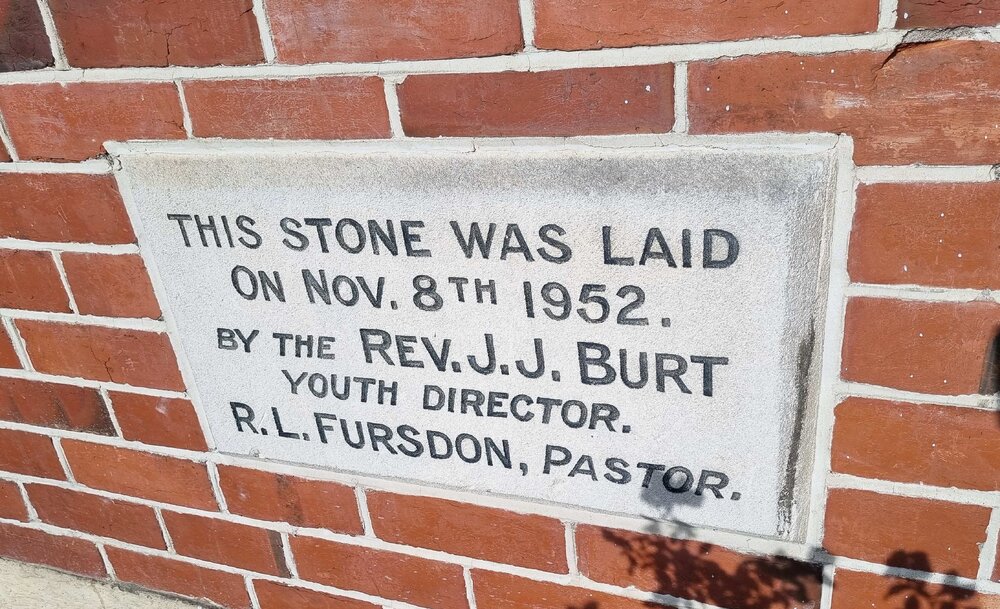 THIS STONE WAS LAID
ON NOV. 8TH 1952.
BY THE REV. J. J. BURT
YOUTH DIRECTOR.
R. L. FURSDON, PASTOR.